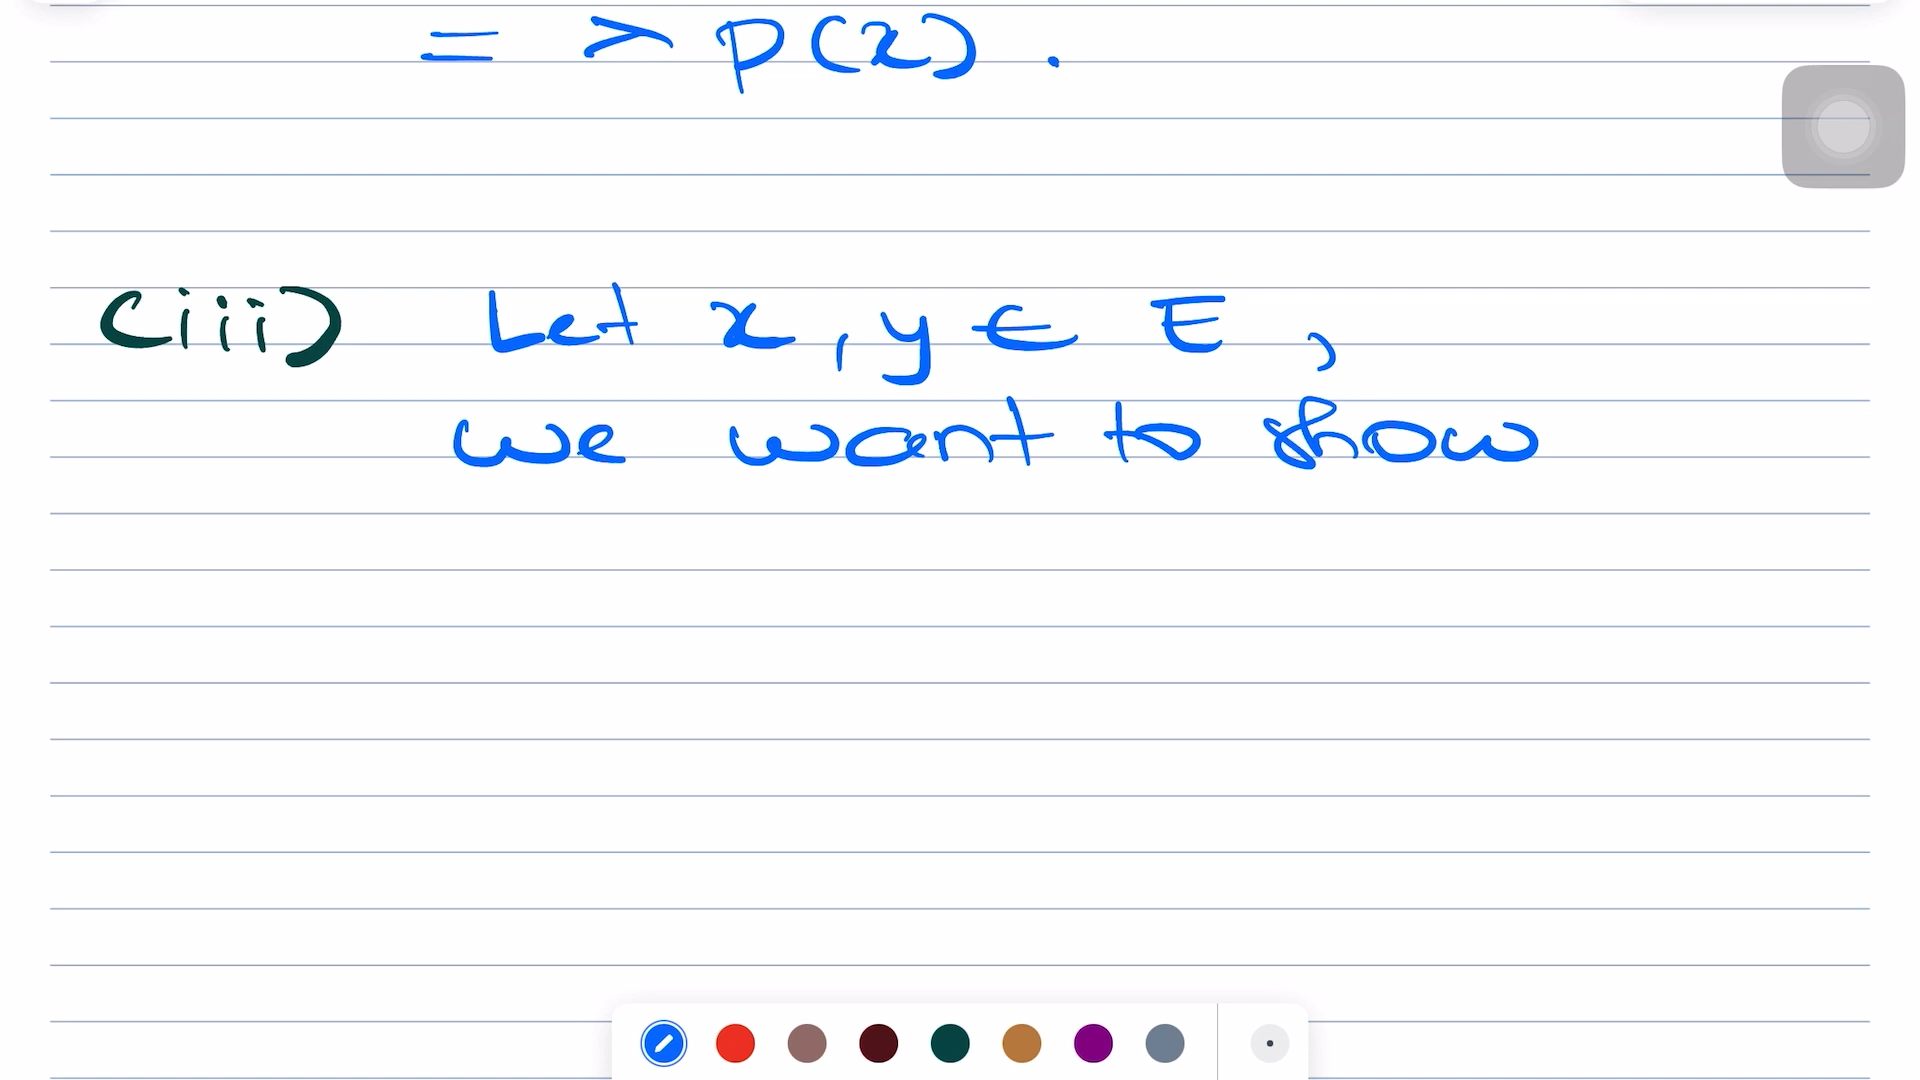 = > p(x).
(iii) Let x, y ∈ E,
we want to show